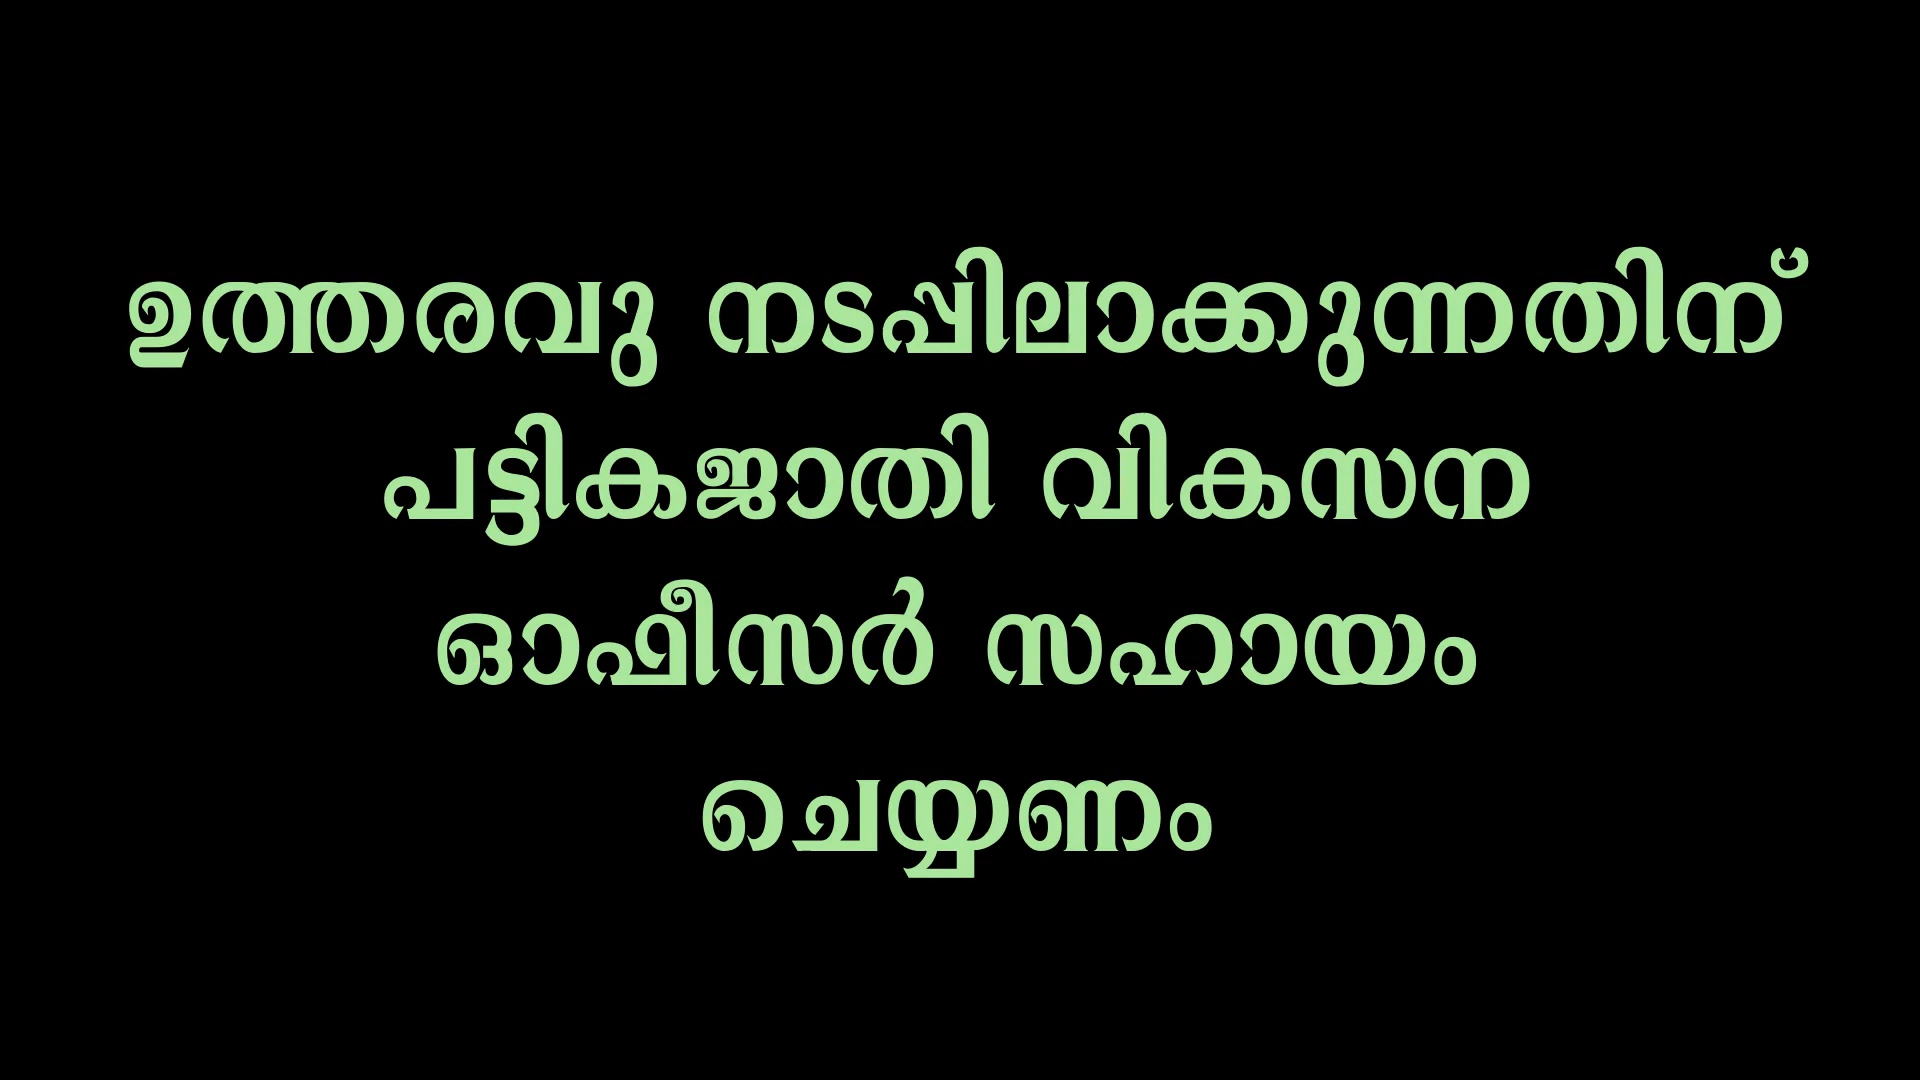 ഉത്തരവു നടപ്പിലാക്കുന്നതിന്
പട്ടികജാതി വികസന
ഓഫീസർ സഹായം
ചെയ്യണം